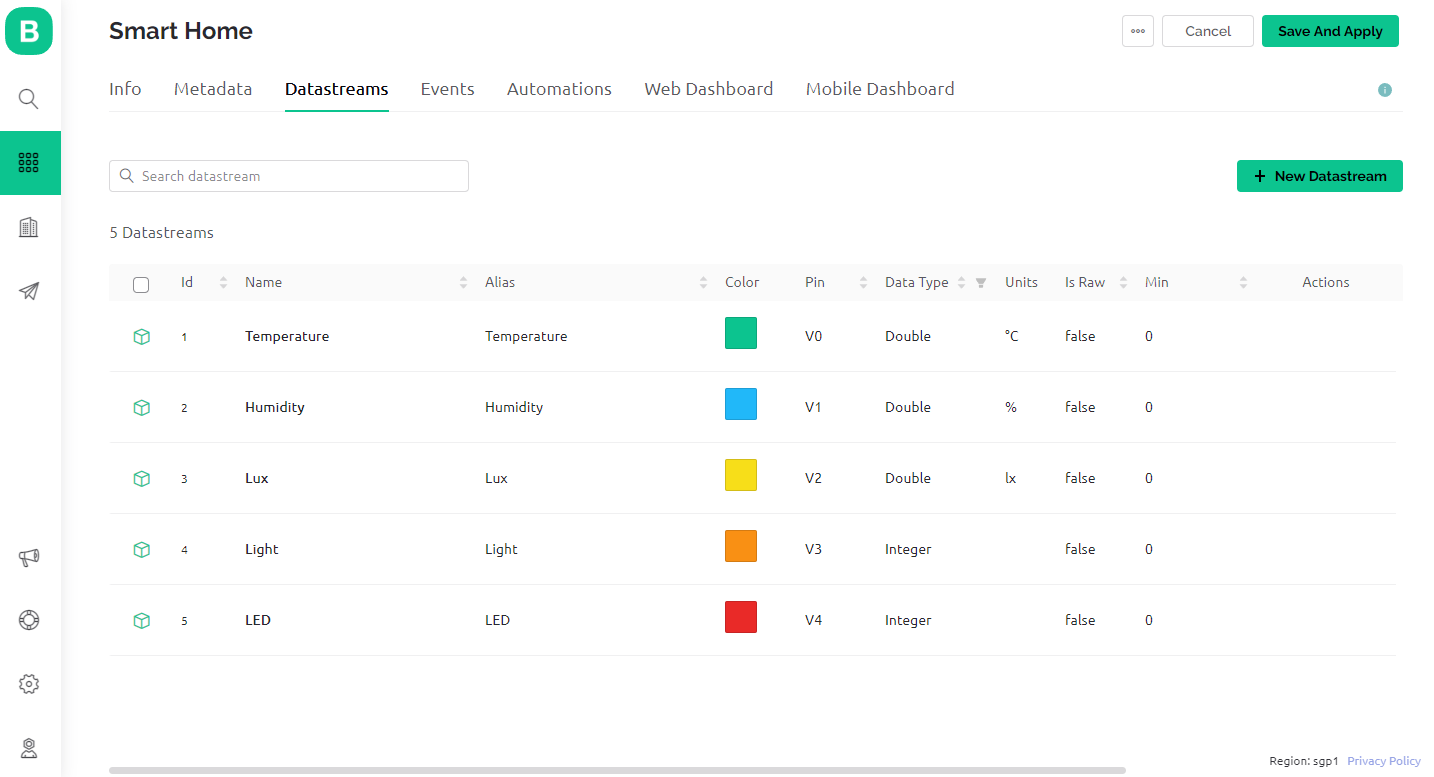 B
Smart Home
Cancel
Save And Apply
Info Metadata Datastreams Events Automations Web Dashboard Mobile Dashboard
Search datastream
+ New Datastream
5 Datastreams
Id Name Alias Color Pin Data Type Units Is Raw Min Actions
1 Temperature Temperature V0 Double °C false 0
2 Humidity Humidity V1 Double % false 0
3 Lux Lux V2 Double lx false 0
4 Light Light V3 Integer false 0
5 LED LED V4 Integer false 0
Region: sgp1 Privacy Policy